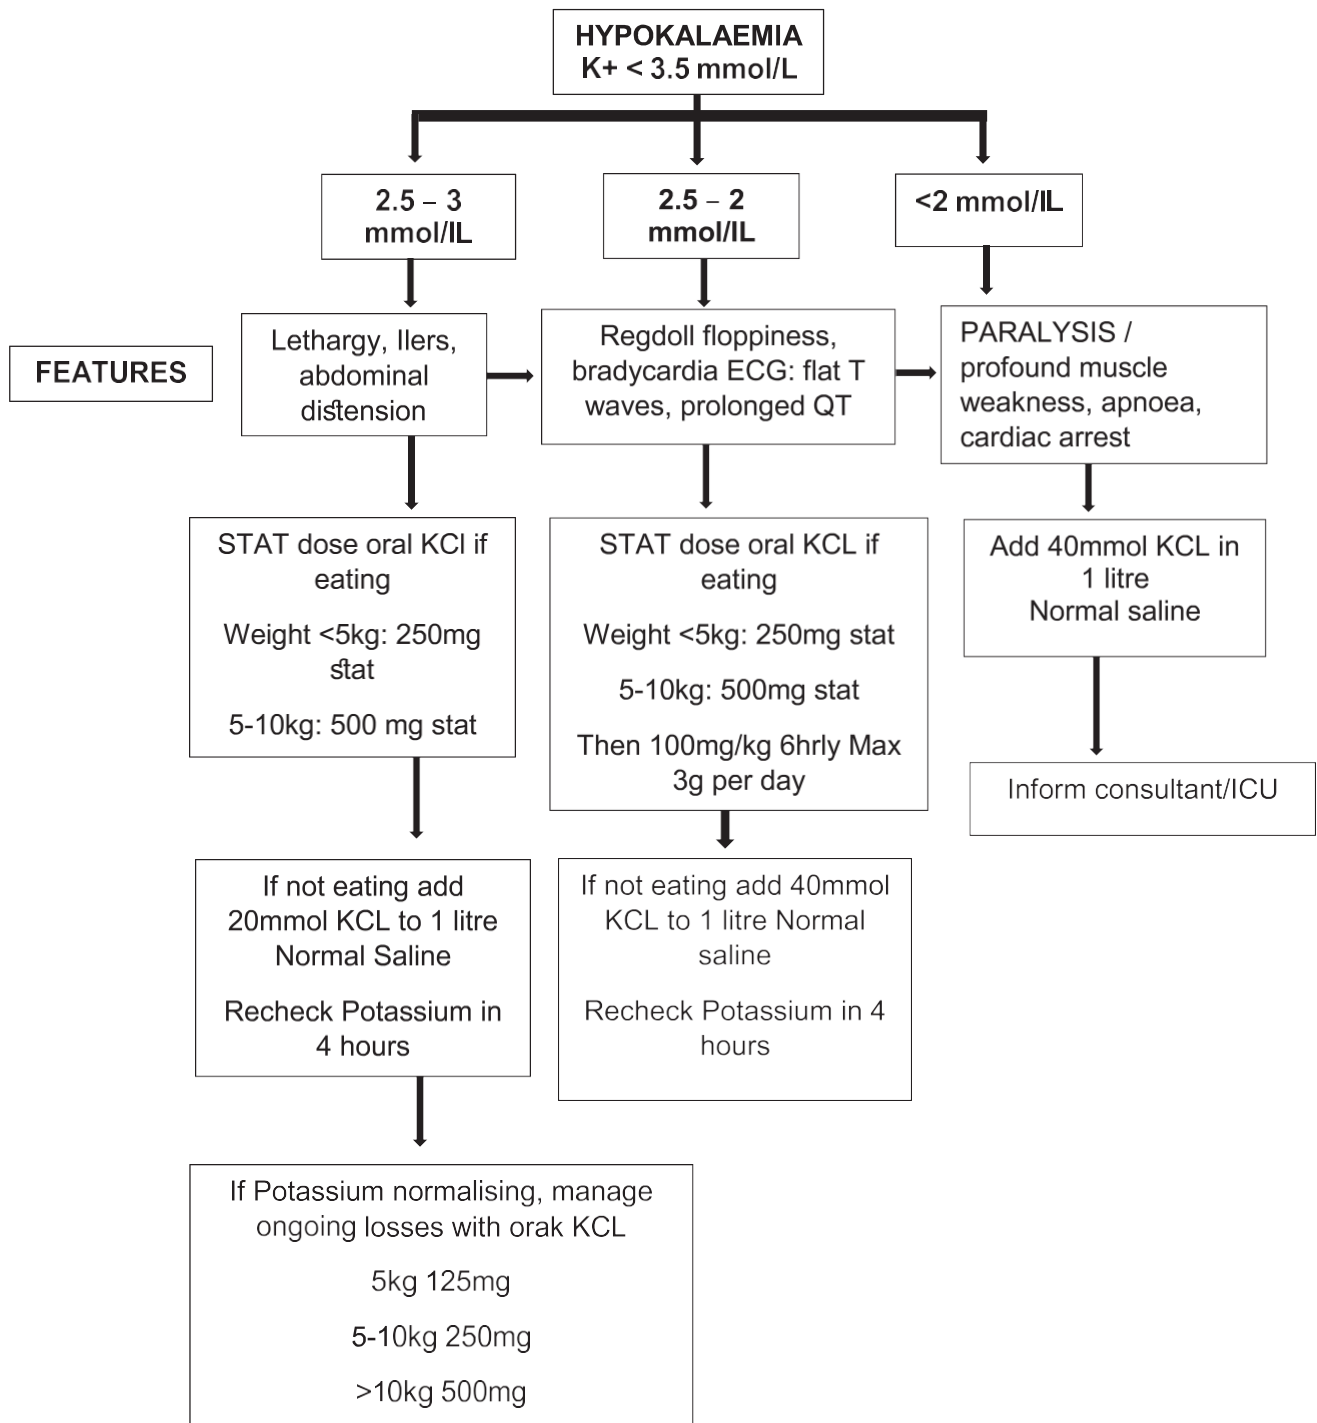 HYPOKALAEMIA
K+ < 3.5 mmol/L
2.5 – 3
mmol/IL
2.5 – 2
mmol/IL
<2 mmol/IL
FEATURES
Lethargy, Ilers,
abdominal
distension
Regdoll floppiness,
bradycardia ECG: flat T
waves, prolonged QT
PARALYSIS /
profound muscle
weakness, apnoea,
cardiac arrest
STAT dose oral KCl if
eating
Weight <5kg: 250mg
stat
5-10kg: 500 mg stat
STAT dose oral KCL if
eating
Weight <5kg: 250mg stat
5-10kg: 500mg stat
Then 100mg/kg 6hrly Max
3g per day
Add 40mmol KCL in
1 litre
Normal saline
Inform consultant/ICU
If not eating add
20mmol KCL to 1 litre
Normal Saline
Recheck Potassium in
4 hours
If not eating add 40mmol
KCL to 1 litre Normal
saline
Recheck Potassium in 4
hours
If Potassium normalising, manage
ongoing losses with orak KCL
5kg 125mg
5-10kg 250mg
>10kg 500mg